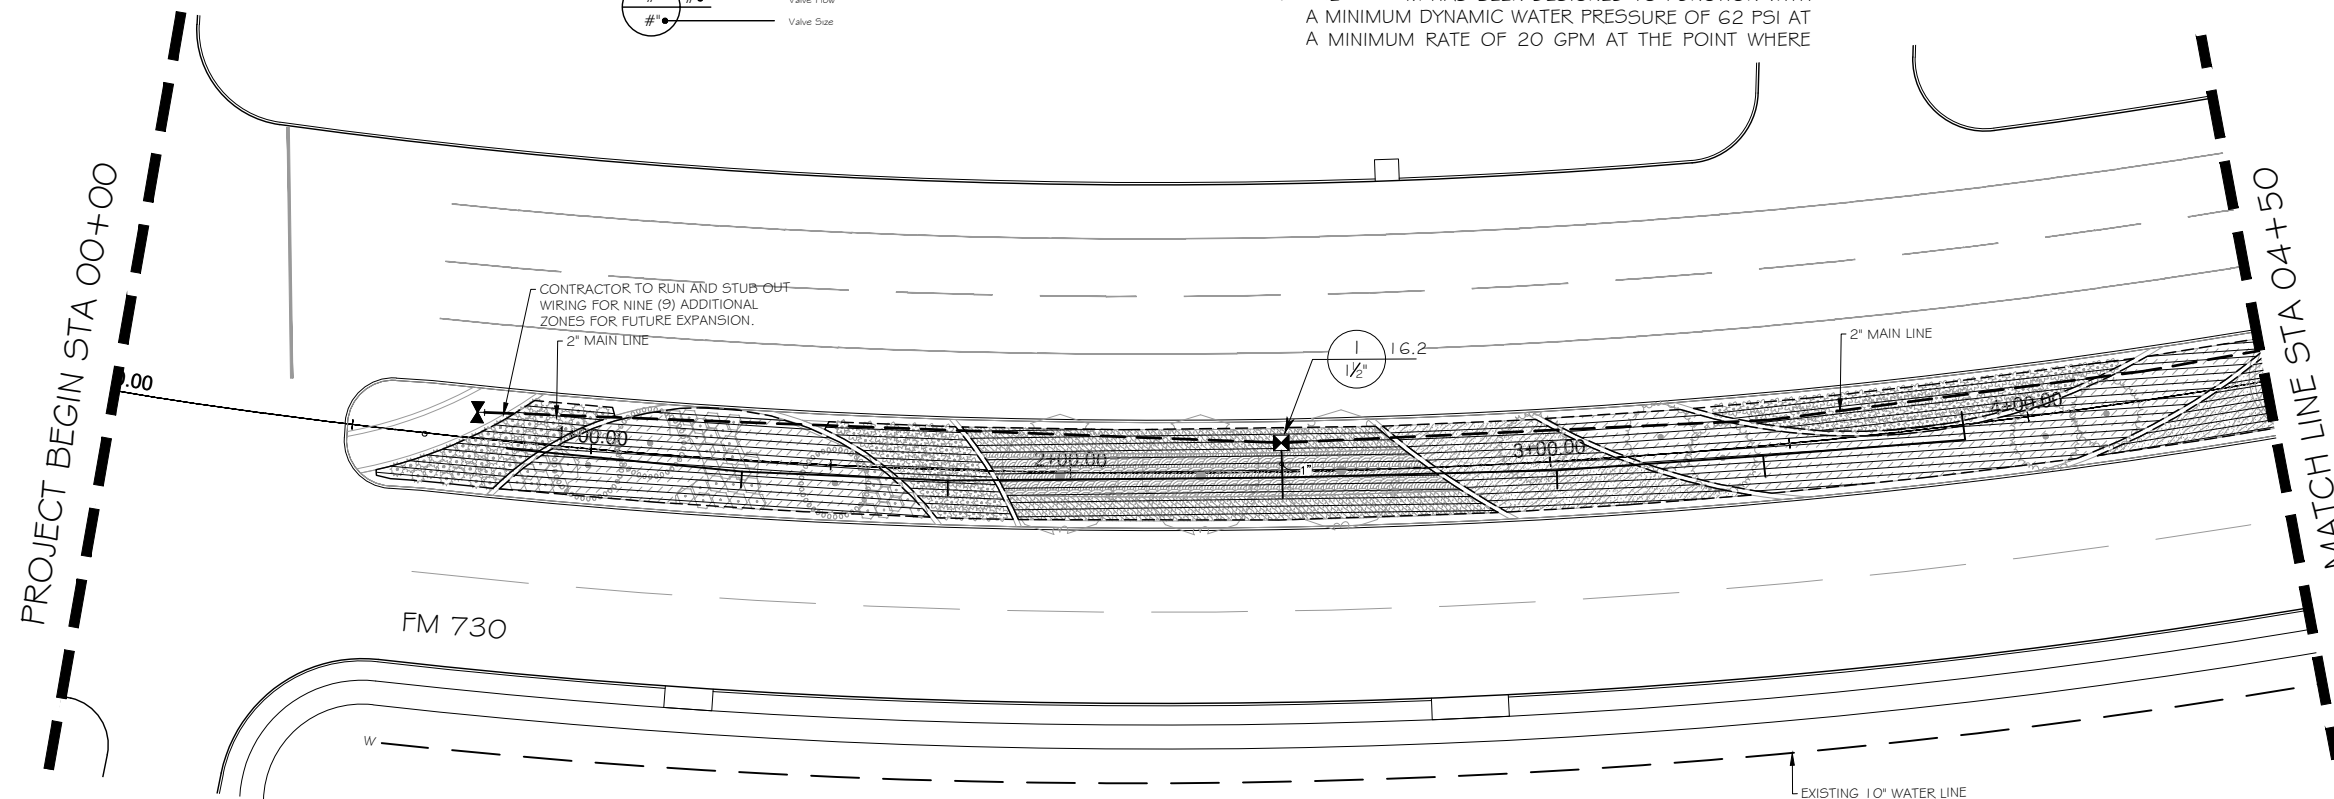 #"
Valve Flow
Valve Size
A MINIMUM DYNAMIC WATER PRESSURE OF 62 PSI AT
A MINIMUM RATE OF 20 GPM AT THE POINT WHERE
PROJECT BEGIN STA 00+00
MATCH LINE STA 04+50
CONTRACTOR TO RUN AND STUB OUT
WIRING FOR NINE (9) ADDITIONAL
ZONES FOR FUTURE EXPANSION.
2" MAIN LINE
1
16.2
1½"
2" MAIN LINE
.00
1+00.00
2+00.00
1"
3+00.00
4+00.00
FM 730
W
EXISTING 10" WATER LINE